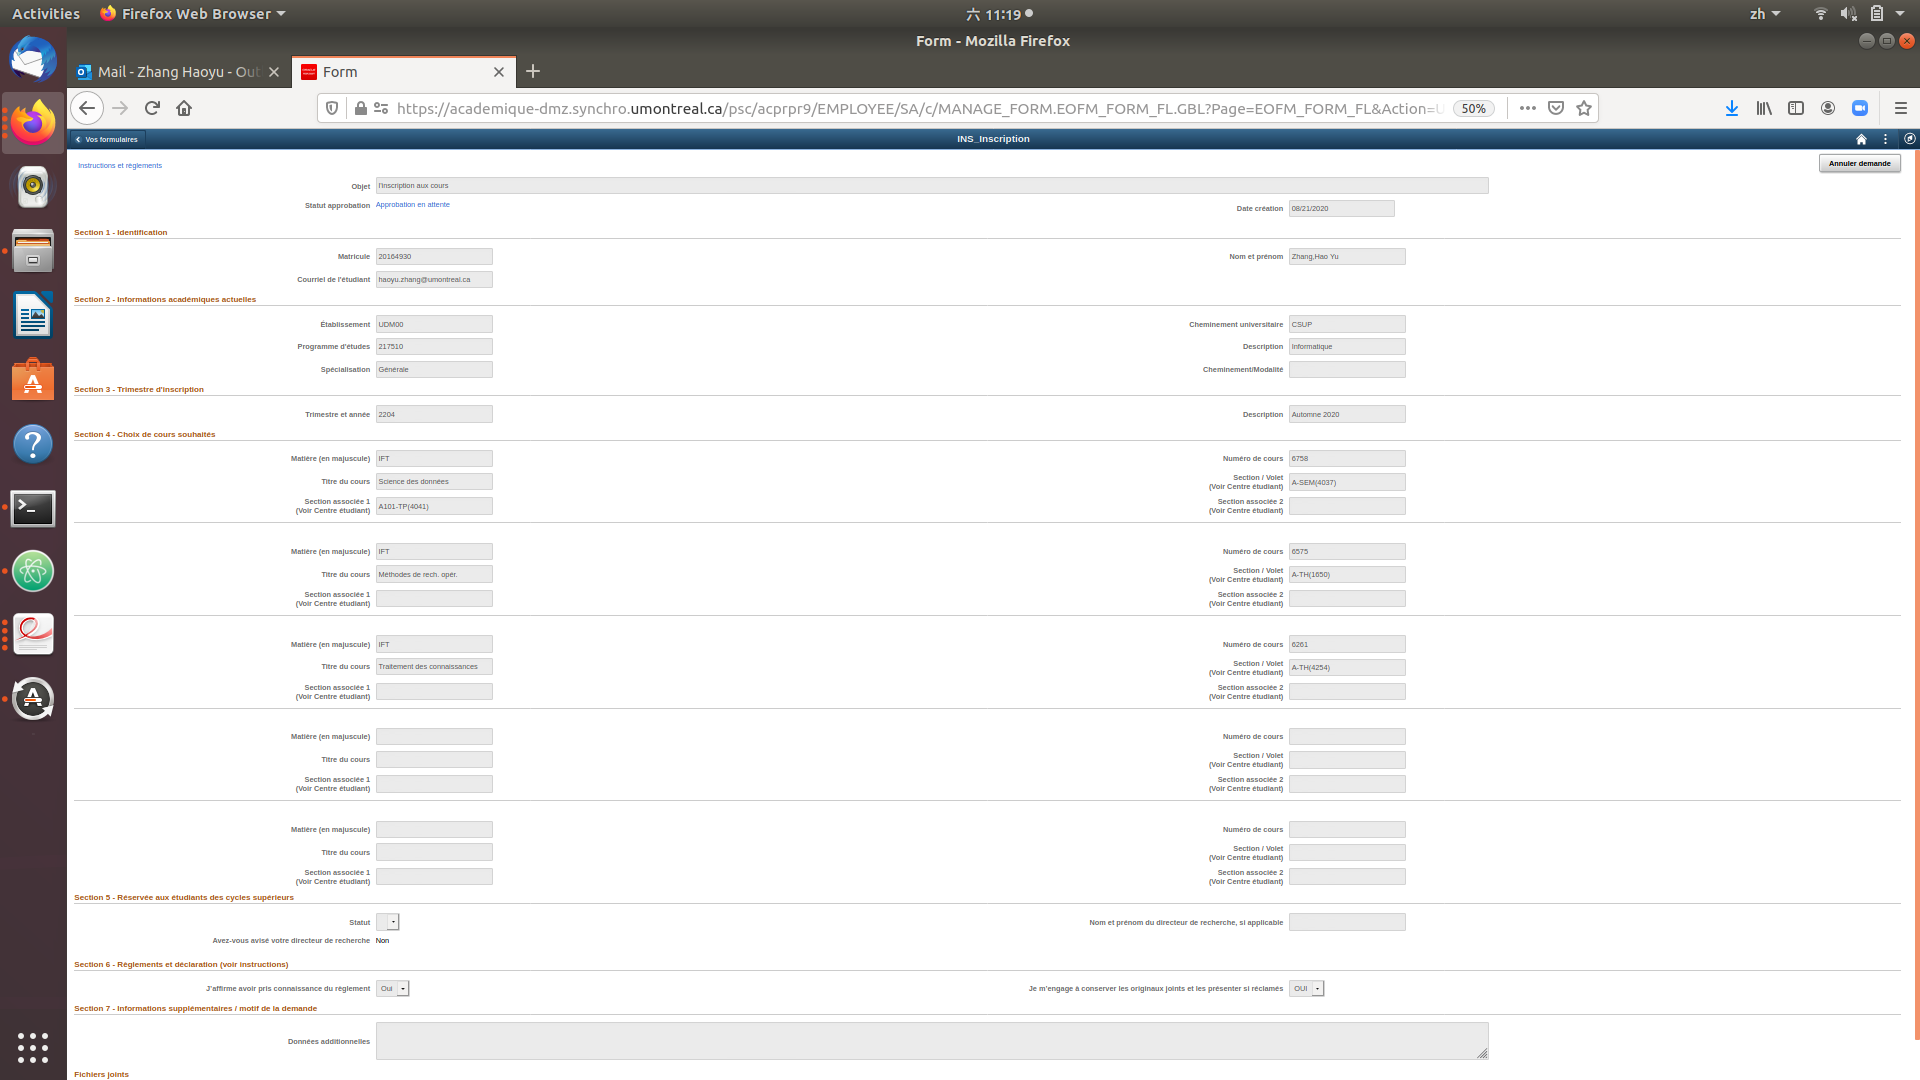 Activities
Firefox Web Browser
六 11:19
zh
Form - Mozilla Firefox
Mail - Zhang Haoyu - Out
Form
https://academique-dmz.synchro.umontreal.ca/psc/acprpr9/EMPLOYEE/SA/c/MANAGE_FORM.EOFM_FORM_FL.GBL?Page=EOFM_FORM_FL&Action=U
50%
Vos formulaires
INS_Inscription
Instructions et règlements
Annuler demande
Objet l'inscription aux cours
Statut approbation Approbation en attente
Date création 08/21/2020
Section 1 - Identification
Matricule 20164930
Nom et prénom Zhang,Hao Yu
Courriel de l'étudiant haoyu.zhang@umontreal.ca
Section 2 - Informations académiques actuelles
Établissement UDM00
Cheminement universitaire CSUP
Programme d'études 217510
Description Informatique
Spécialisation Générale
Cheminement/Modalité
Section 3 - Trimestre d'inscription
Trimestre et année 2204
Description Automne 2020
Section 4 - Choix de cours souhaités
Matière (en majuscule) IFT
Numéro de cours 6758
Titre du cours Science des données
Section / Volet
(Voir Centre étudiant) A-SEM(4037)
Section associée 1
(Voir Centre étudiant) A101-TP(4041)
Section associée 2
(Voir Centre étudiant)
Matière (en majuscule) IFT
Numéro de cours 6575
Titre du cours Méthodes de rech. opér.
Section / Volet
(Voir Centre étudiant) A-TH(1650)
Section associée 1
(Voir Centre étudiant)
Section associée 2
(Voir Centre étudiant)
Matière (en majuscule) IFT
Numéro de cours 6261
Titre du cours Traitement des connaissances
Section / Volet
(Voir Centre étudiant) A-TH(4254)
Section associée 1
(Voir Centre étudiant)
Section associée 2
(Voir Centre étudiant)
Matière (en majuscule)
Numéro de cours
Titre du cours
Section / Volet
(Voir Centre étudiant)
Section associée 1
(Voir Centre étudiant)
Section associée 2
(Voir Centre étudiant)
Matière (en majuscule)
Numéro de cours
Titre du cours
Section / Volet
(Voir Centre étudiant)
Section associée 1
(Voir Centre étudiant)
Section associée 2
(Voir Centre étudiant)
Section 5 - Réservée aux étudiants des cycles supérieurs
Statut
Nom et prénom du directeur de recherche, si applicable
Avez-vous avisé votre directeur de recherche Non
Section 6 - Règlements et déclaration (voir instructions)
J'affirme avoir pris connaissance du règlement Oui
Je m'engage à conserver les originaux joints et les présenter si réclamés OUI
Section 7 - Informations supplémentaires / motif de la demande
Données additionnelles
Fichiers joints